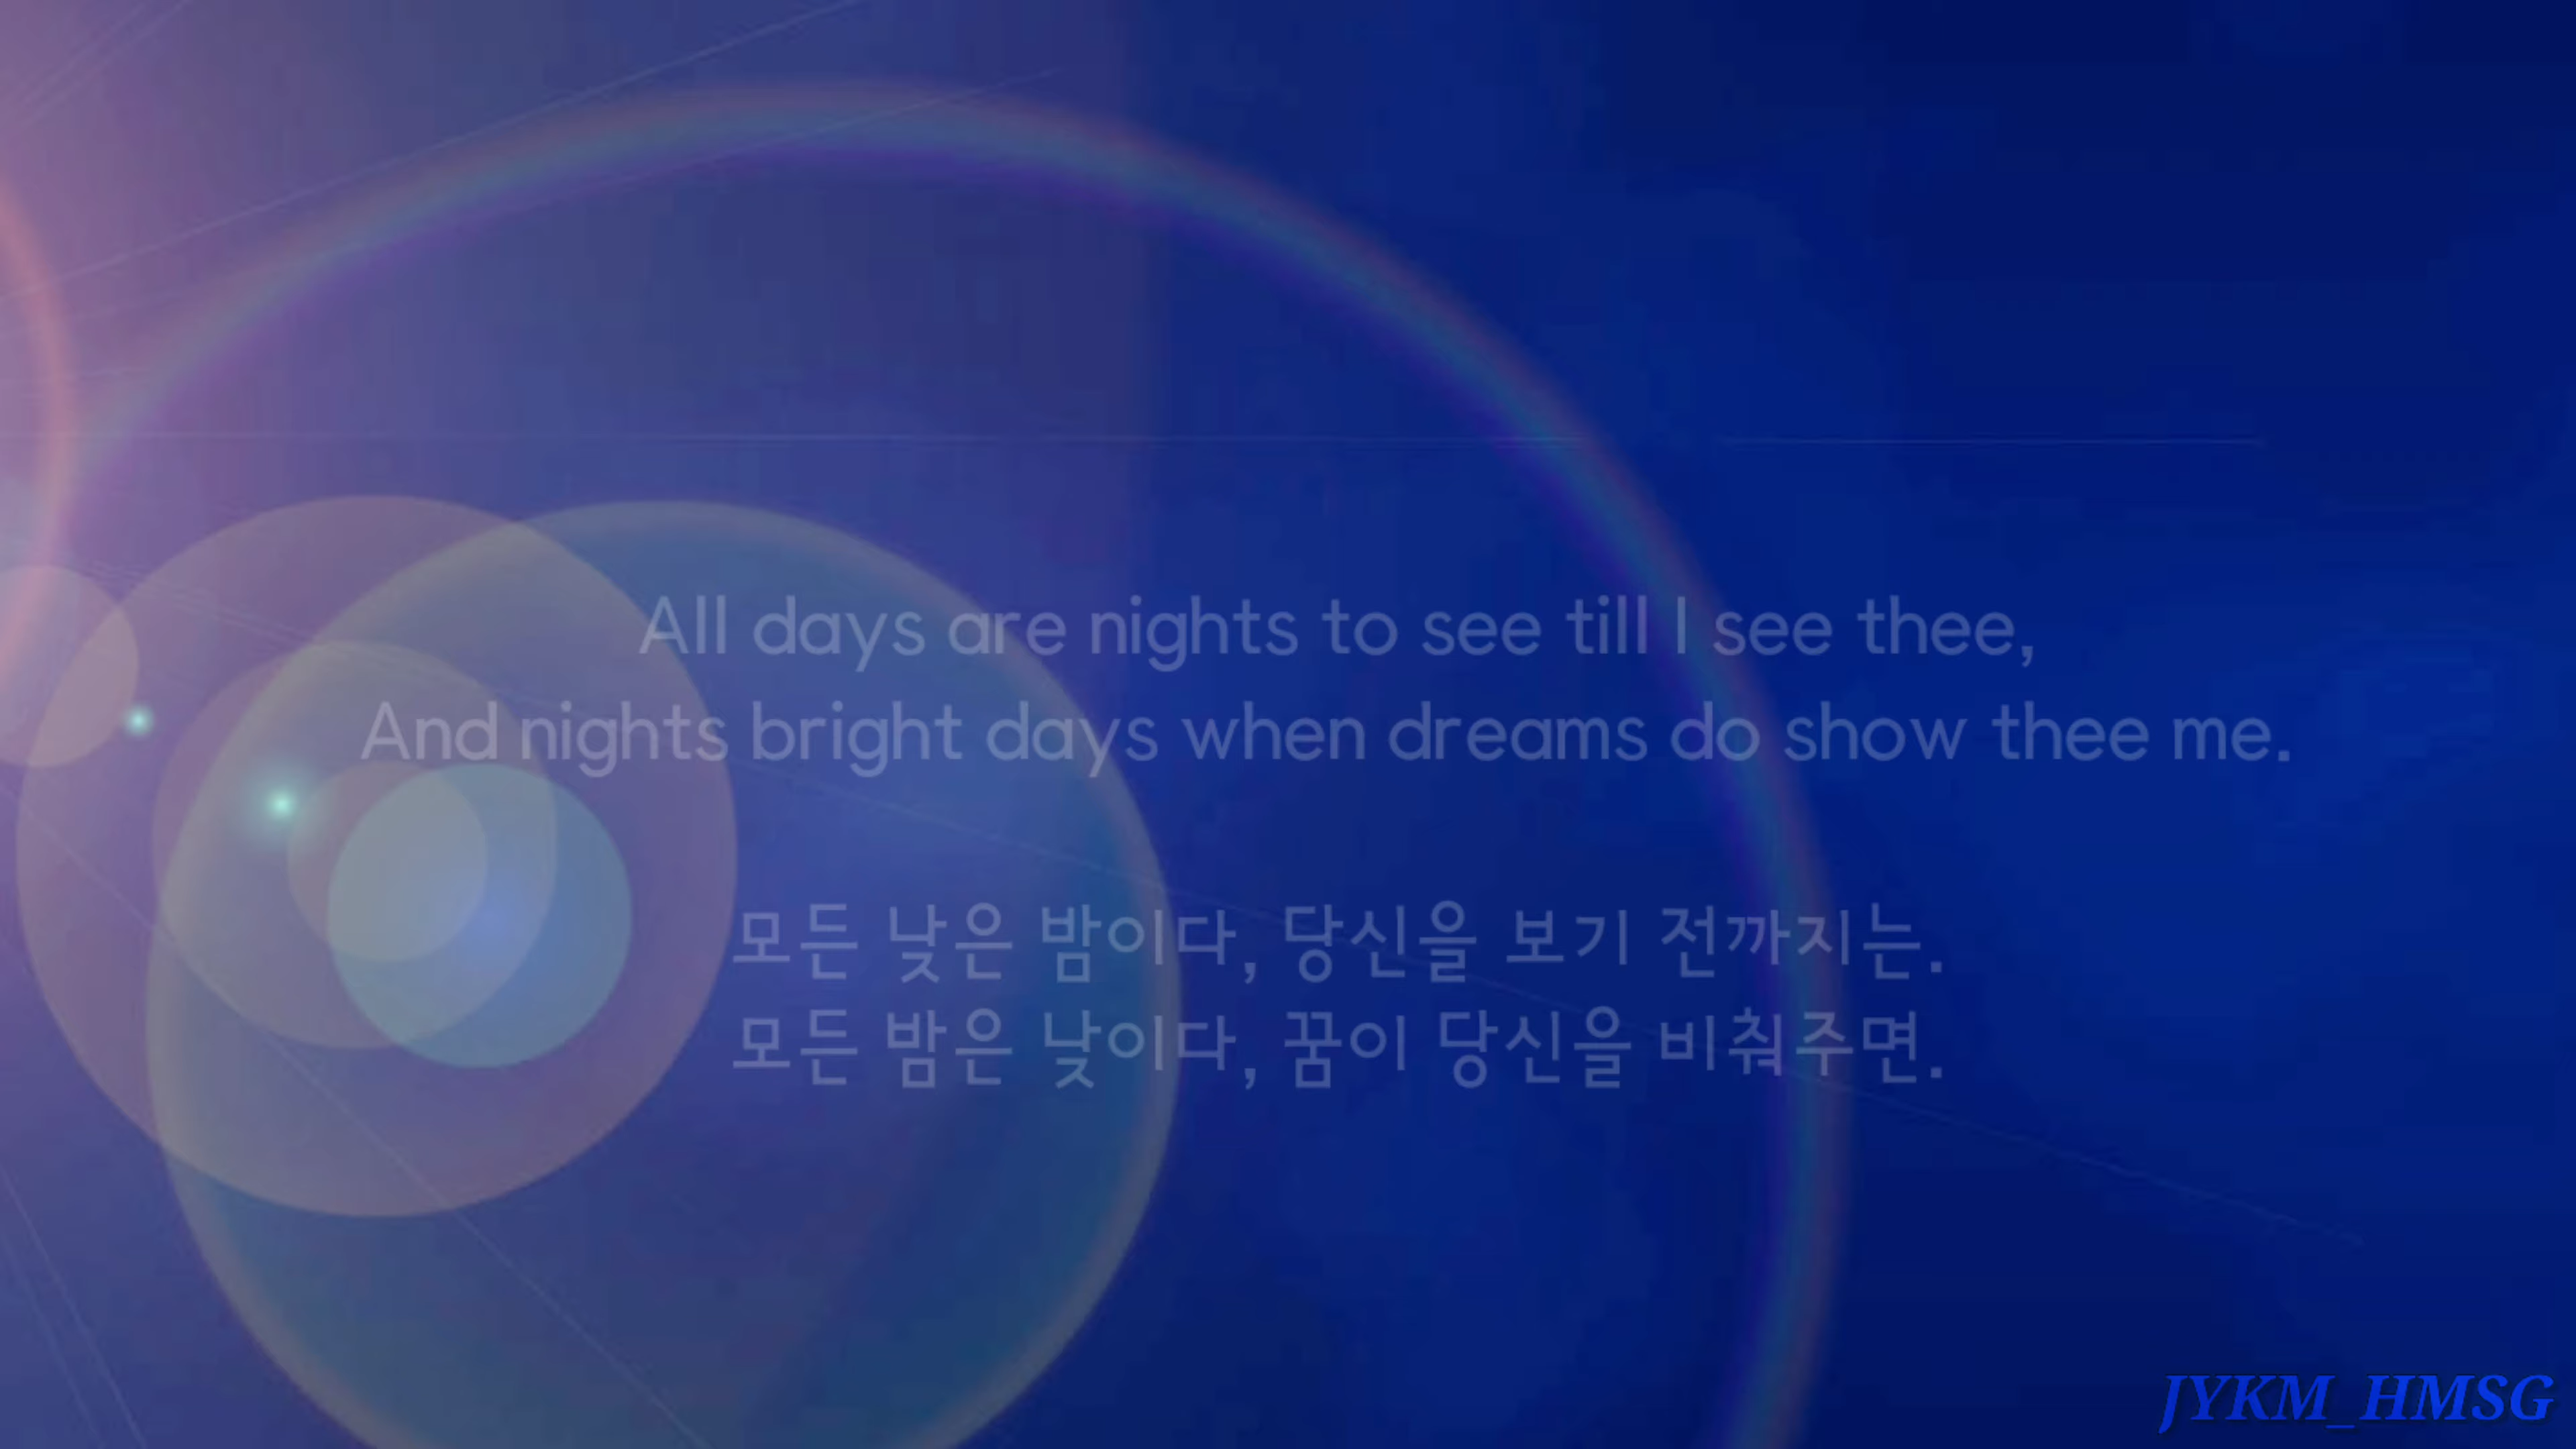 All days are nights to see till I see thee,
And nights bright days when dreams do show thee me.
모든 낮은 밤이다, 당신을 보기 전까지는.
모든 밤은 낮이다, 꿈이 당신을 비춰주면.
JYKM_HMSG